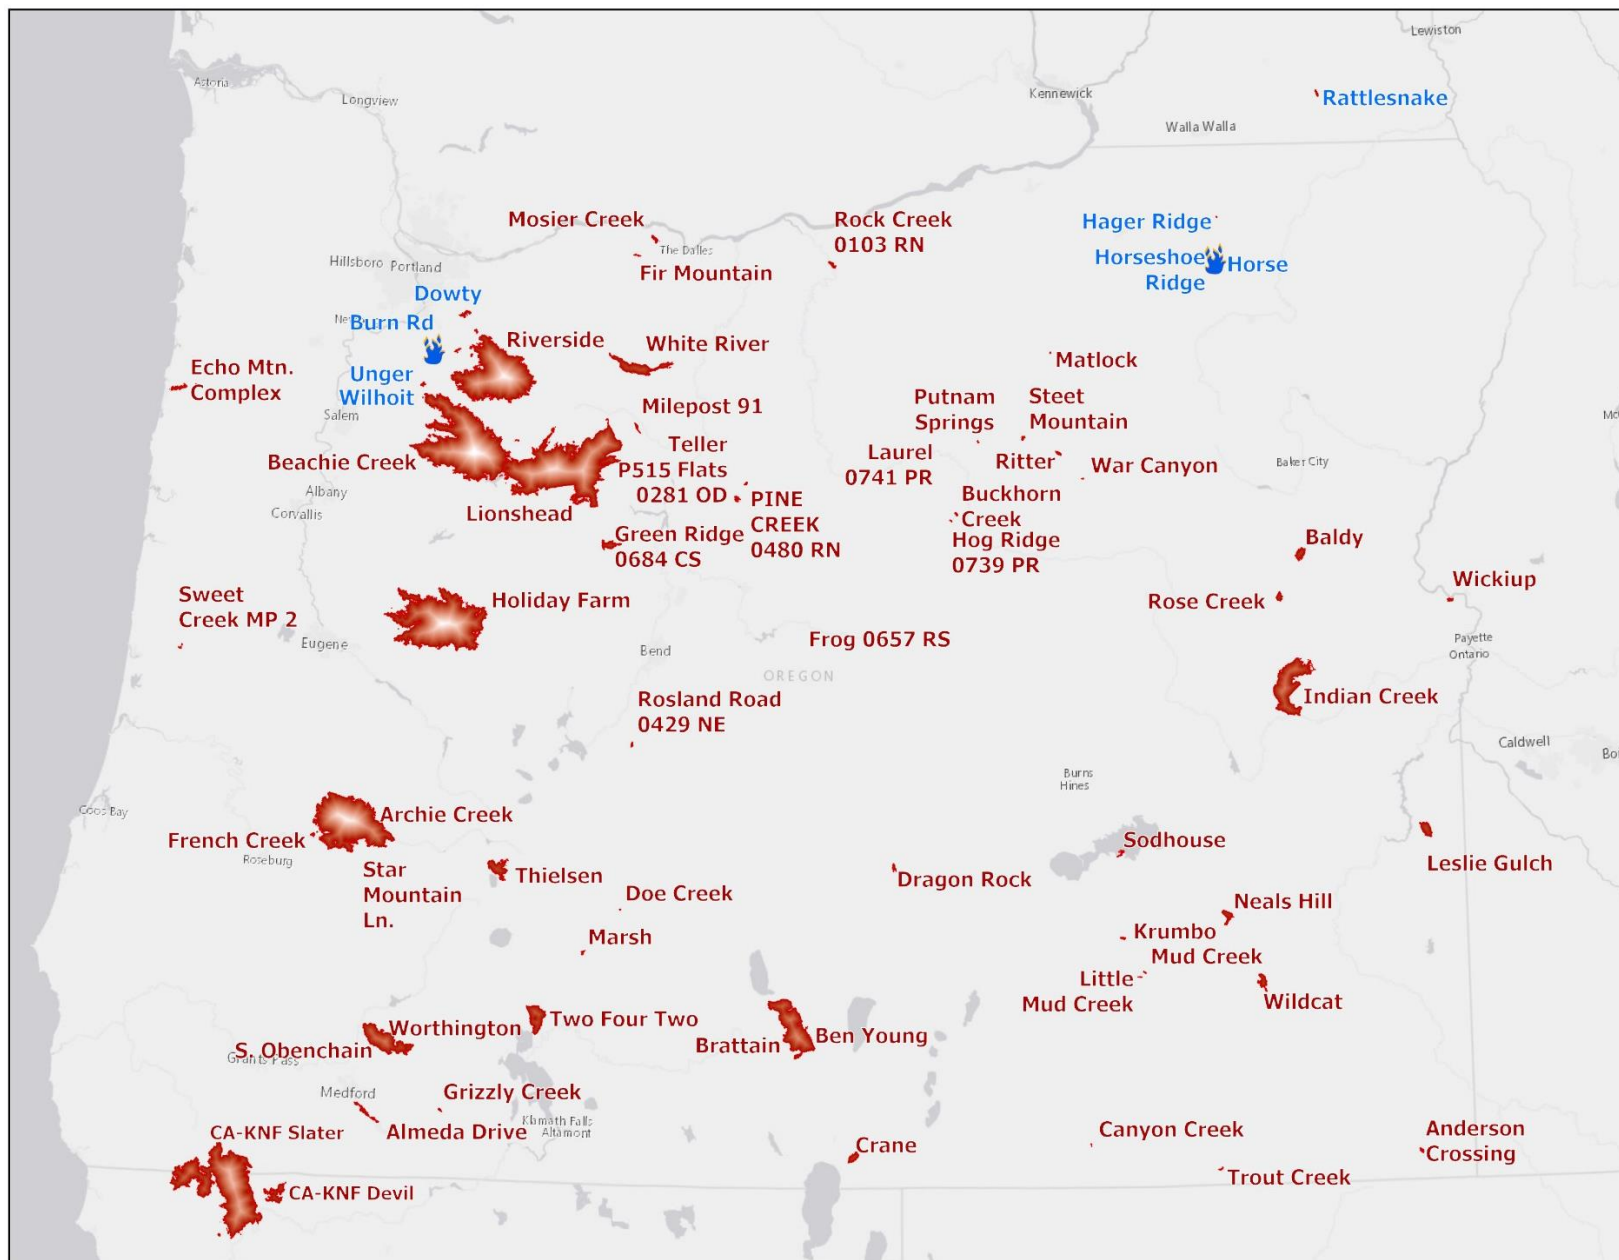 Lewiston
Astoria
Longview
Kennewick
Rattlesnake
Walla Walla
Mosier Creek
Rock Creek
0103 RN
Hager Ridge
The Dalles
Hillsboro
Portland
Fir Mountain
Horseshoe
Ridge
Horse
Dowty
Burn Rd
Riverside
White River
Echo Mtn.
Complex
Unger
Wilhoit
Matlock
Salem
Milepost 91
Putnam
Springs
Steet
Mountain
Teller
P515 Flats
0281 OD
Laurel
0741 PR
Ritter
War Canyon
Baker City
Beachie Creek
Albany
Corvallis
Lionshead
PINE
CREEK
0480 RN
Buckhorn
Creek
Hog Ridge
0739 PR
Green Ridge
0684 CS
Baldy
Wickiup
Sweet
Creek MP 2
Holiday Farm
Rose Creek
Eugene
Bend
Frog 0657 RS
Payette
Ontario
OREGON
Rosland Road
0429 NE
Indian Creek
Caldwell
Burns
Hines
Coos Bay
Archie Creek
French Creek
Roseburg
Star
Mountain
Ln.
Thielsen
Sodhouse
Leslie Gulch
Dragon Rock
Doe Creek
Neals Hill
Marsh
Krumbo
Mud Creek
Little
Mud Creek
Wildcat
Worthington
Two Four Two
S. Obenchain
Grants Pass
Brattain
Ben Young
Medford
Grizzly Creek
Almeda Drive
Klamath Falls
Altamont
CA-KNF Slater
Canyon Creek
Anderson
Crossing
Crane
Trout Creek
CA-KNF Devil